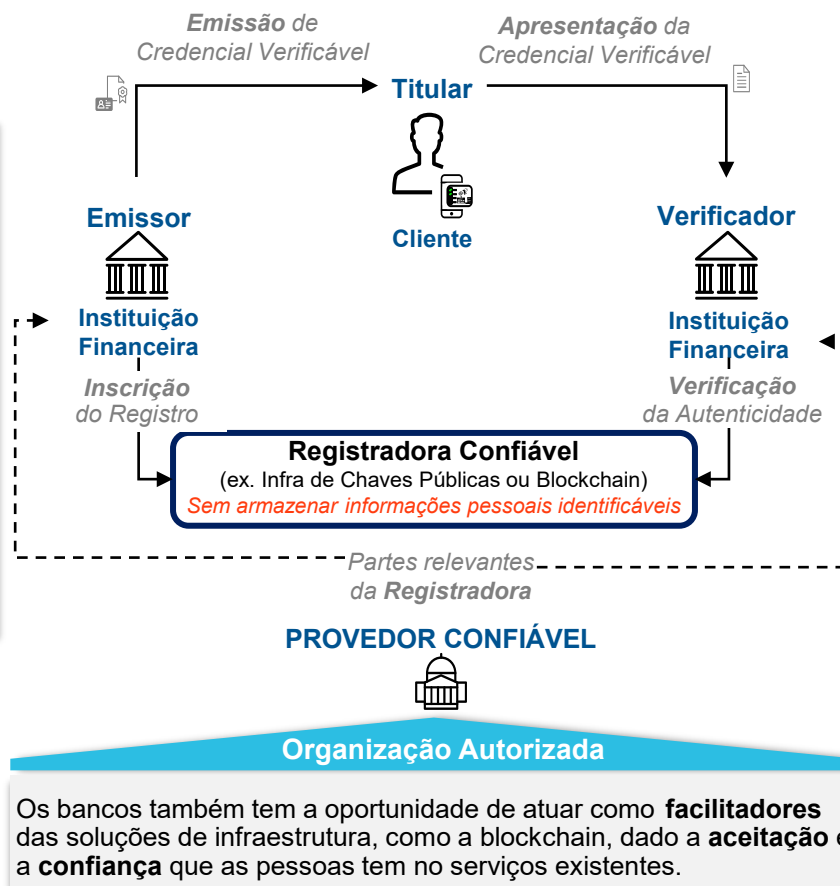 Emissão de
Credencial Verificável
Apresentação da
Credencial Verificável
Titular
Cliente
Emissor
Instituição
Financeira
Verificador
Instituição
Financeira
Inscrição
do Registro
Verificação
da Autenticidade
Registradora Confiável
(ex. Infra de Chaves Públicas ou Blockchain)
Sem armazenar informações pessoais identificáveis
Partes relevantes
da Registradora
PROVEDOR CONFIÁVEL
Organização Autorizada
Os bancos também tem a oportunidade de atuar como facilitadores
das soluções de infraestrutura, como a blockchain, dado a aceitação e
a confiança que as pessoas tem no serviços existentes.